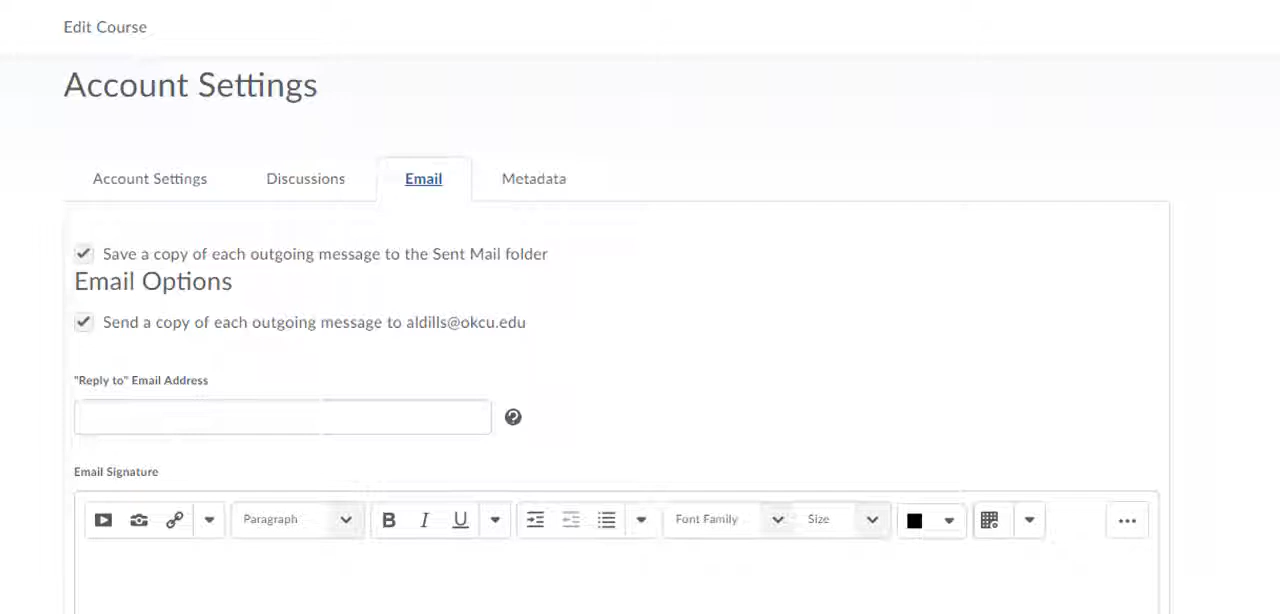 Edit Course
Account Settings
Account Settings Discussions Email Metadata
Save a copy of each outgoing message to the Sent Mail folder
Email Options
Send a copy of each outgoing message to aldills@okcu.edu
"Reply to" Email Address
Email Signature
Paragraph B I U Font Family Size